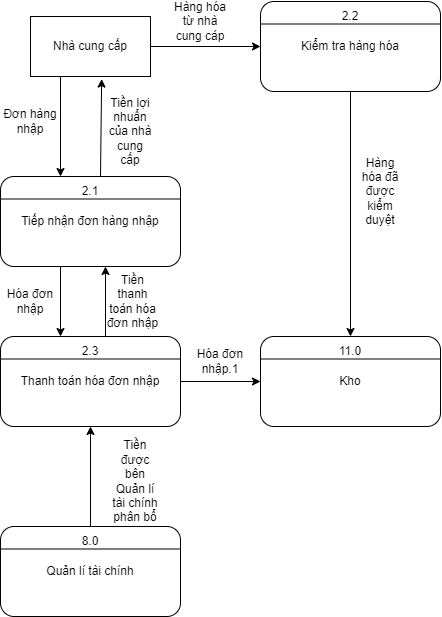 Nhà cung cấp
Hàng hóa
từ nhà
cung cáp
2.2
Kiểm tra hàng hóa
Đơn hàng
nhập
Tiền lợi
nhuẩn
của nhà
cung
cấp
2.1
Tiếp nhận đơn hàng nhập
Hàng
hóa đã
được
kiểm
duyệt
Hóa đơn
nhập
Tiền
thanh
toán hóa
đơn nhập
2.3
Thanh toán hóa đơn nhập
Hóa đơn
nhập.1
11.0
Kho
Tiền
được
bên
Quản lí
tài chính
phân bổ
8.0
Quản lí tài chính